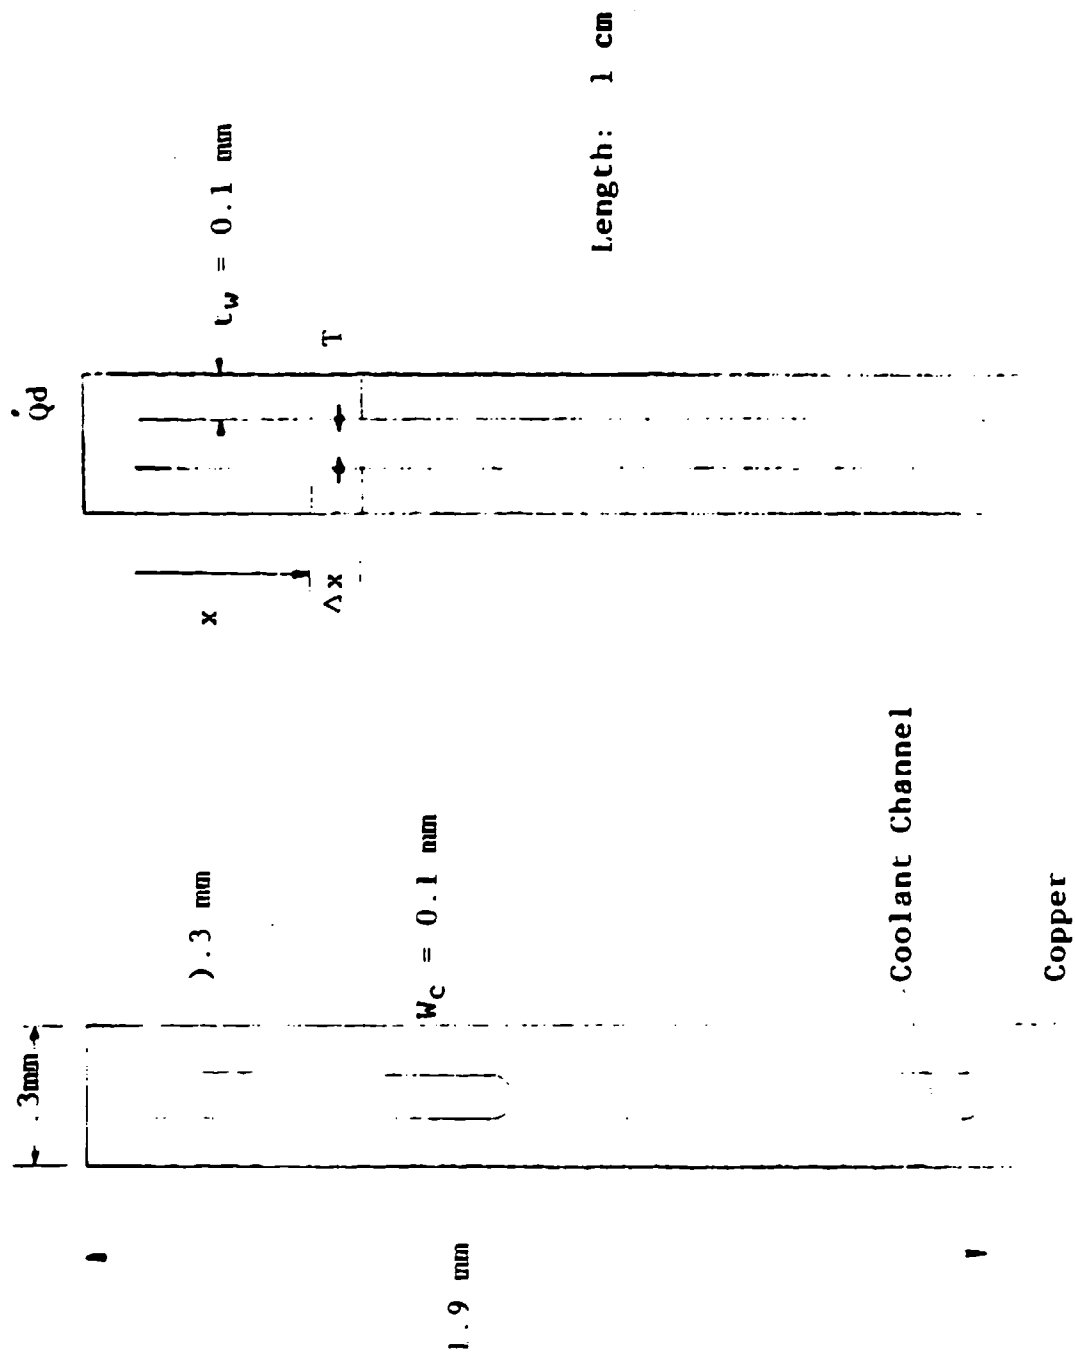 Q̇d
t_w = 0.1 mm
T
x
Δx
Length: 1 cm
.3mm
).3 mm
W_c = 0.1 mm
1.9 mm
Coolant Channel
Copper